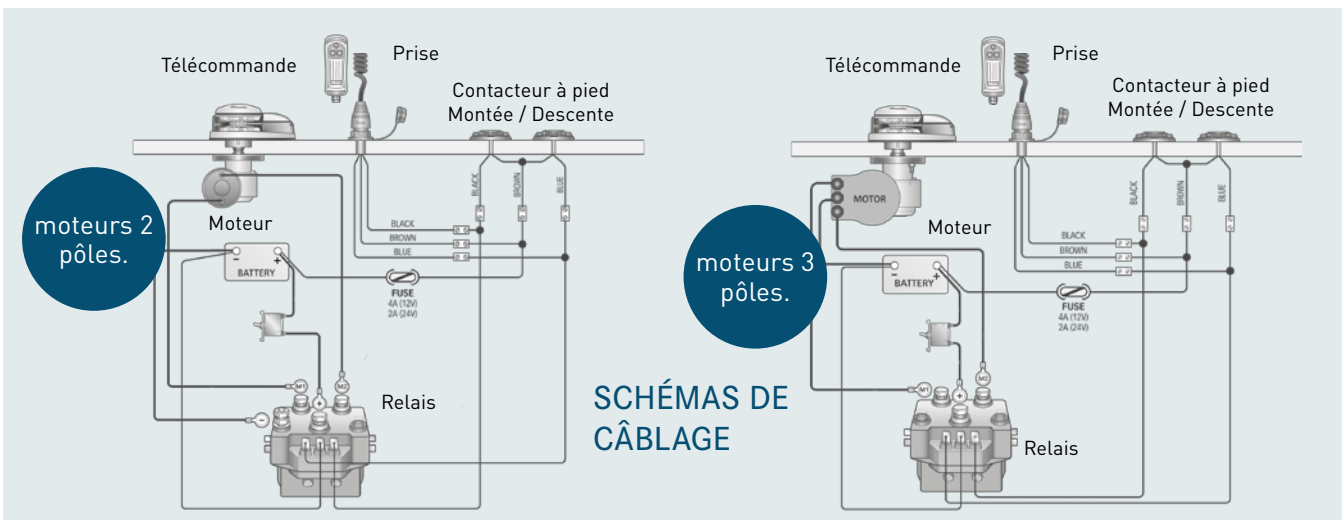 Télécommande
Prise
Contacteur à pied
Montée / Descente
moteurs 2
pôles.
Moteur
BLACK
BROWN
BLUE
BLACK
BROWN
BLUE
- +
BATTERY
FUSE
4A (12V)
2A (24V)
M1
+
M2
-
Relais
SCHÉMAS DE
CÂBLAGE
Télécommande
Prise
Contacteur à pied
Montée / Descente
moteurs 3
pôles.
MOTOR
Moteur
BLACK
BROWN
BLUE
BLACK
BROWN
BLUE
- +
BATTERY
FUSE
4A (12V)
2A (24V)
M1
+
M2
Relais